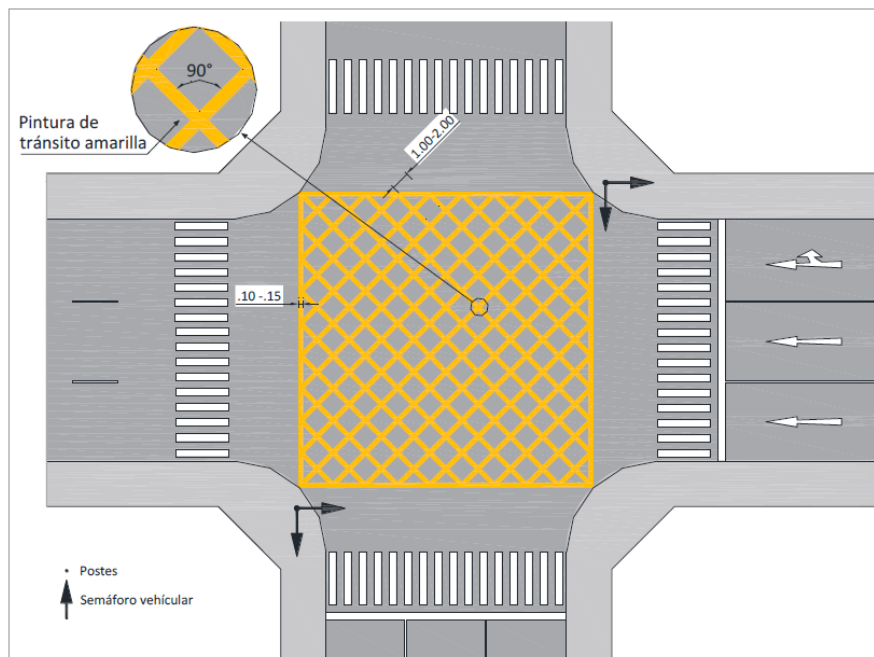 90°
Pintura de
tránsito amarilla
1.00-2.00
.10 -.15
Postes
Semáforo vehícular